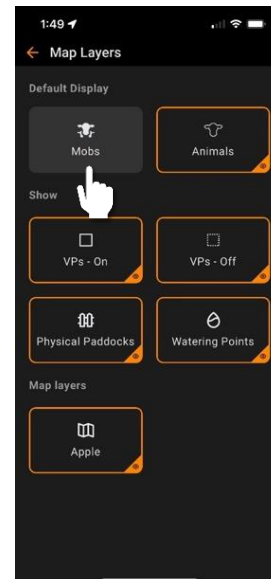 1:49
Map Layers
Default Display
Mobs
Animals
Show
VPs - On
VPs - Off
Physical Paddocks
Watering Points
Map layers
Apple